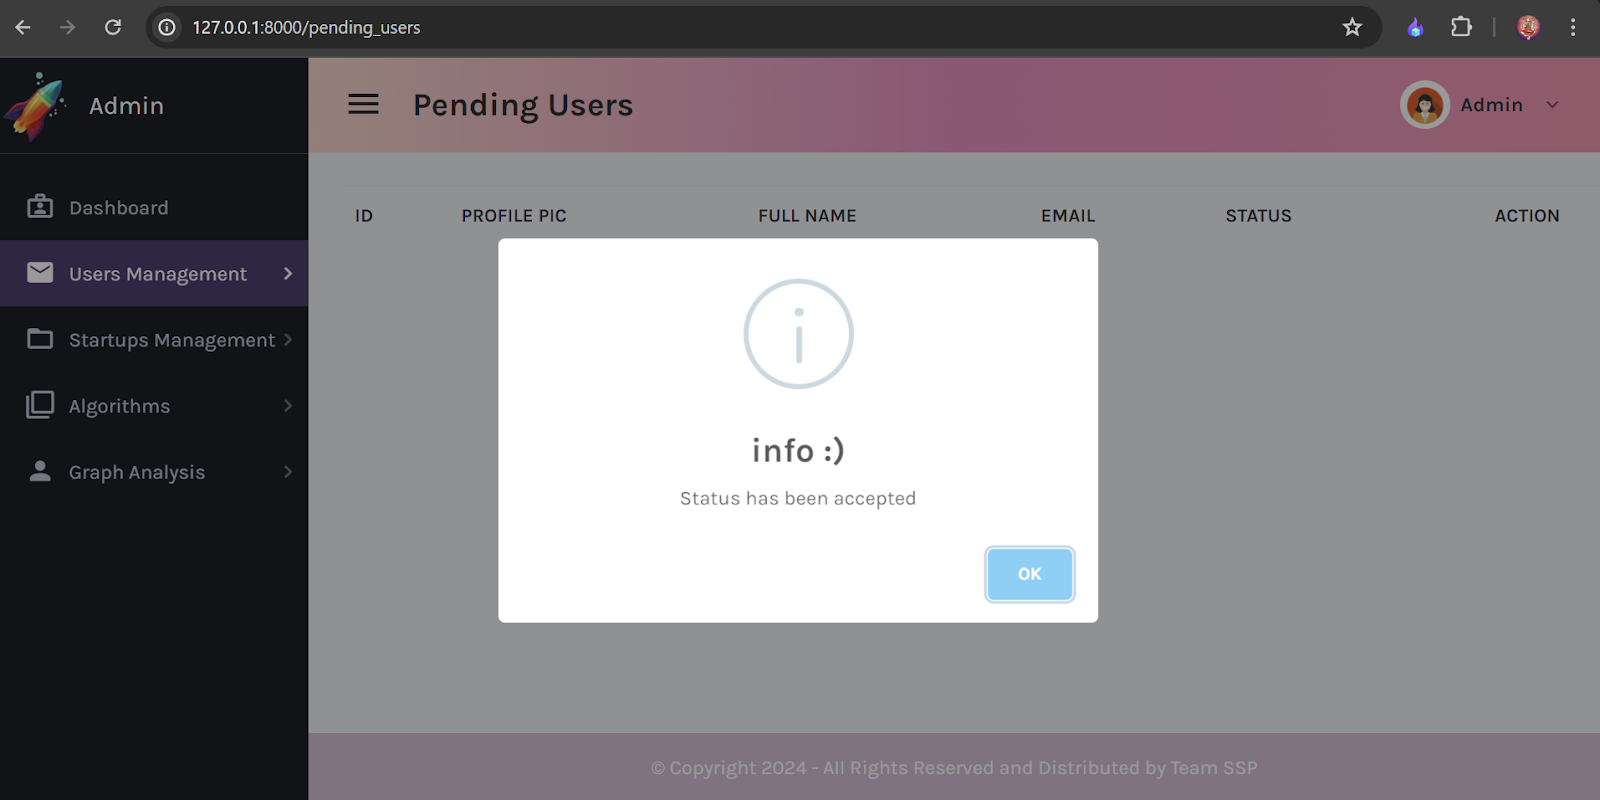 127.0.0.1:8000/pending_users
Admin
Pending Users
Admin
Dashboard
Users Management
Startups Management
Algorithms
Graph Analysis
ID PROFILE PIC FULL NAME EMAIL STATUS ACTION
info :)
Status has been accepted
OK
© Copyright 2024 - All Rights Reserved and Distributed by Team SSP